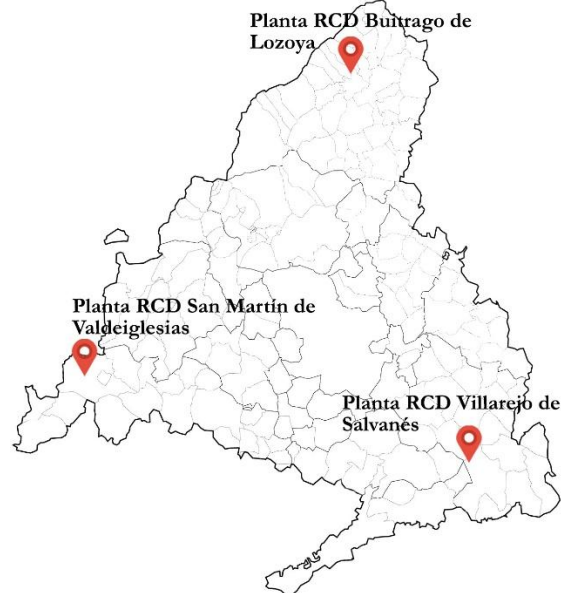 Planta RCD Buitrago de
Lozoya
Planta RCD San Martín de
Valdeiglesias
Planta RCD Villarejo de
Salvanés